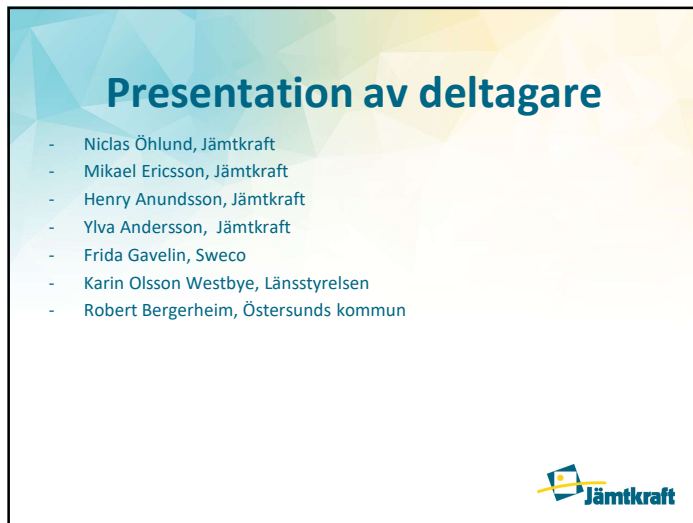 Presentation av deltagare
- Niclas Öhlund, Jämtkraft
- Mikael Ericsson, Jämtkraft
- Henry Anundsson, Jämtkraft
- Ylva Andersson, Jämtkraft
- Frida Gavelin, Sweco
- Karin Olsson Westbye, Länsstyrelsen
- Robert Bergerheim, Östersunds kommun
Jämtkraft